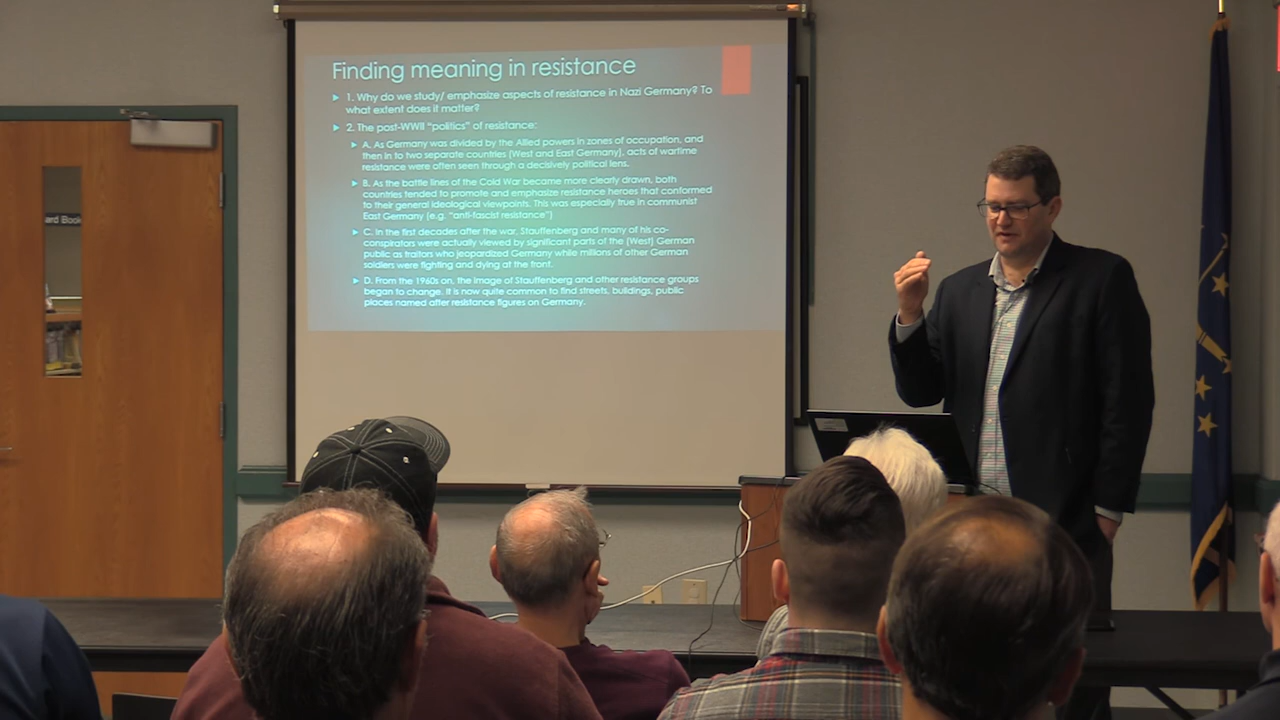 Finding meaning in resistance
1. Why do we study/ emphasize aspects of resistance in Nazi Germany? To
what extent does it matter?
2. The post-WWII "politics" of resistance:
A. As Germany was divided by the Allied powers in zones of occupation, and
then in to two separate countries (West and East Germany), acts of wartime
resistance were often seen through a decisively political lens.
B. As the battle lines of the Cold War became more clearly drawn, both
countries tended to promote and emphasize resistance heroes that conformed
to their general ideological viewpoints. This was especially true in communist
East Germany (e.g. "anti-fascist resistance")
C. In the first decades after the war, Stauffenberg and many of his co-
conspirators were actually viewed by significant parts of the (West) German
public as traitors who jeopardized Germany while millions of other German
soldiers were fighting and dying at the front.
D. From the 1960s on, the image of Stauffenberg and other resistance groups
began to change. It is now quite common to find streets, buildings, public
places named after resistance figures on Germany.
ard Book